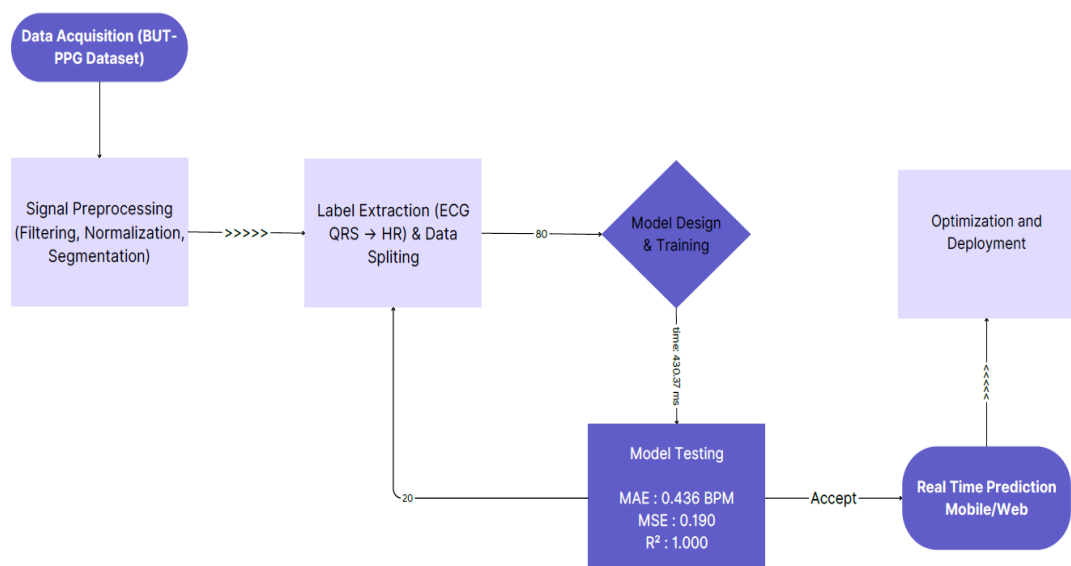 Data Acquisition (BUT-
PPG Dataset)
Signal Preprocessing
(Filtering, Normalization,
Segmentation)
>>>>>
Label Extraction (ECG
QRS → HR) & Data
Spliting
80
Model Design
& Training
time: 430.37 ms
Model Testing
MAE : 0.436 BPM
MSE : 0.190
R² : 1.000
20
Accept
Real Time Prediction
Mobile/Web
>>>>>
Optimization and
Deployment